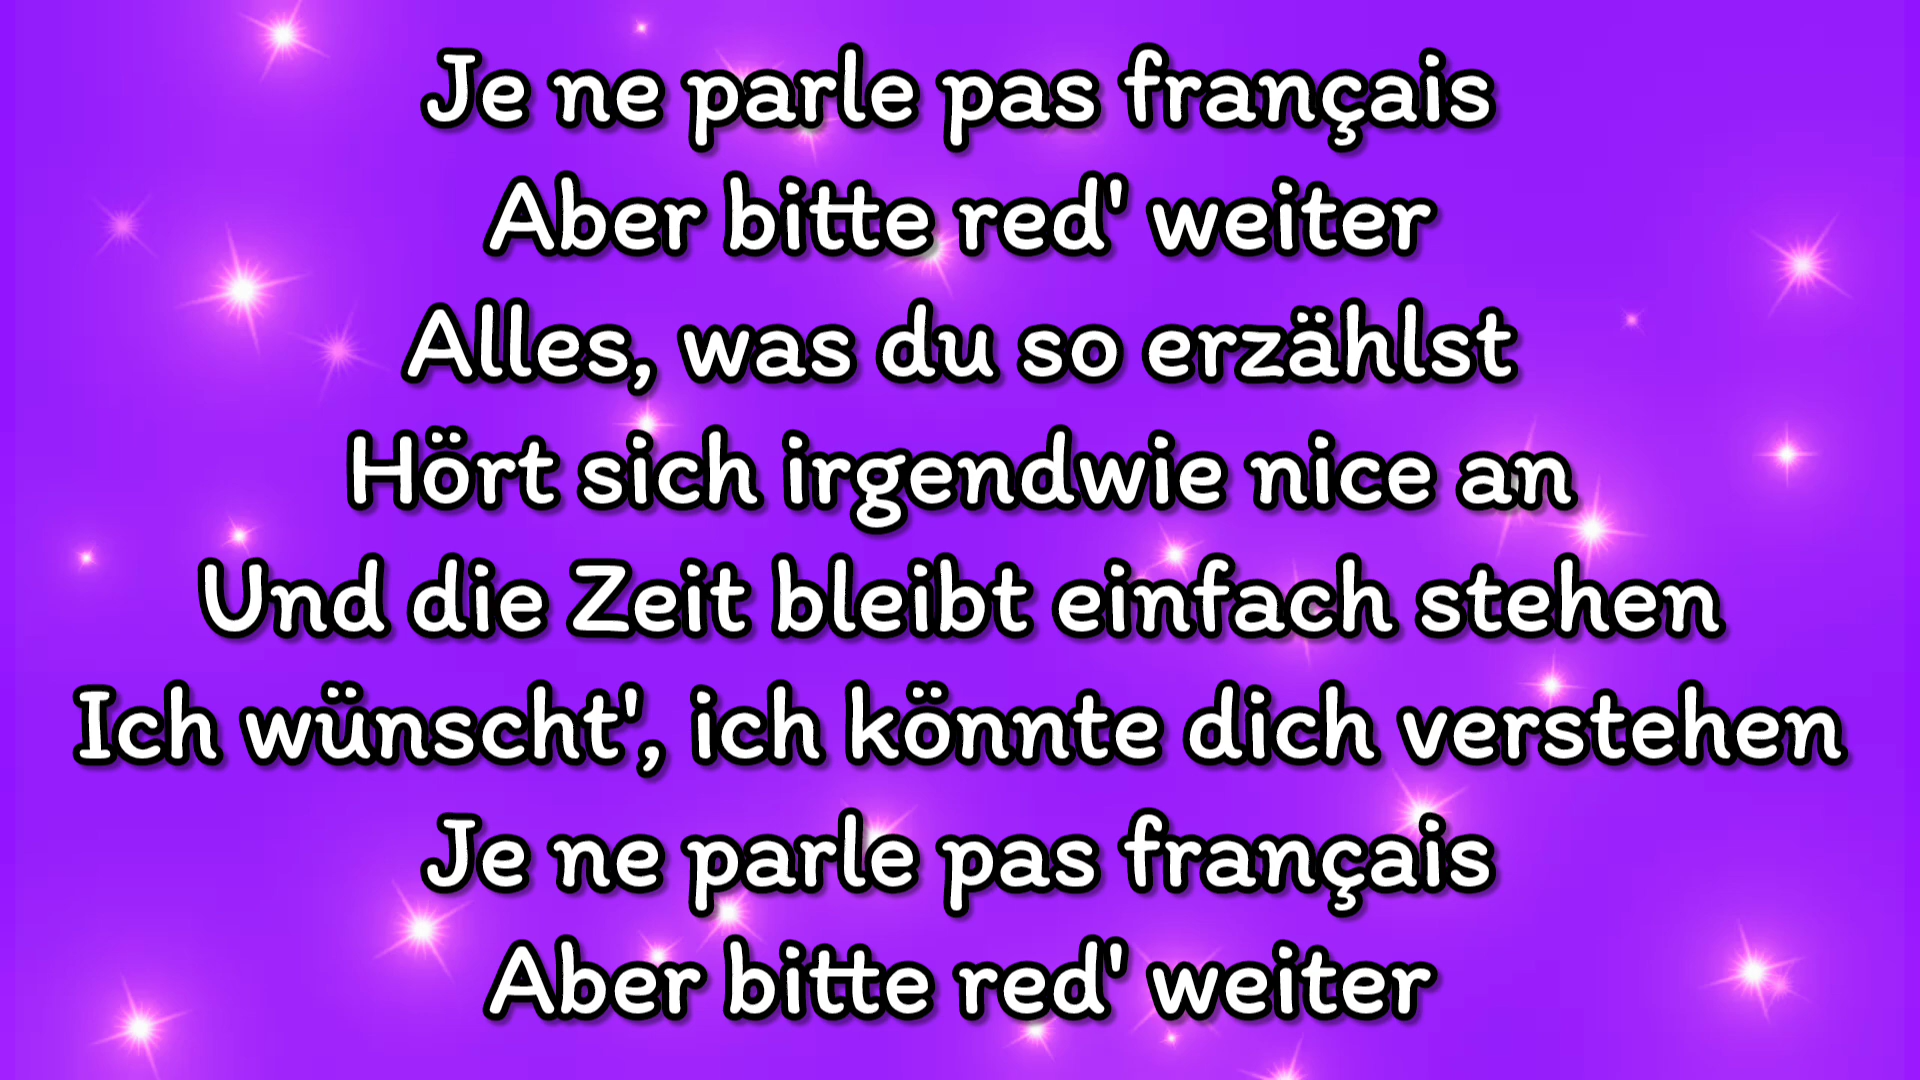 Je ne parle pas français
Aber bitte red' weiter
Alles, was du so erzählst
Hört sich irgendwie nice an
Und die Zeit bleibt einfach stehen
Ich wünscht', ich könnte dich verstehen
Je ne parle pas français
Aber bitte red' weiter